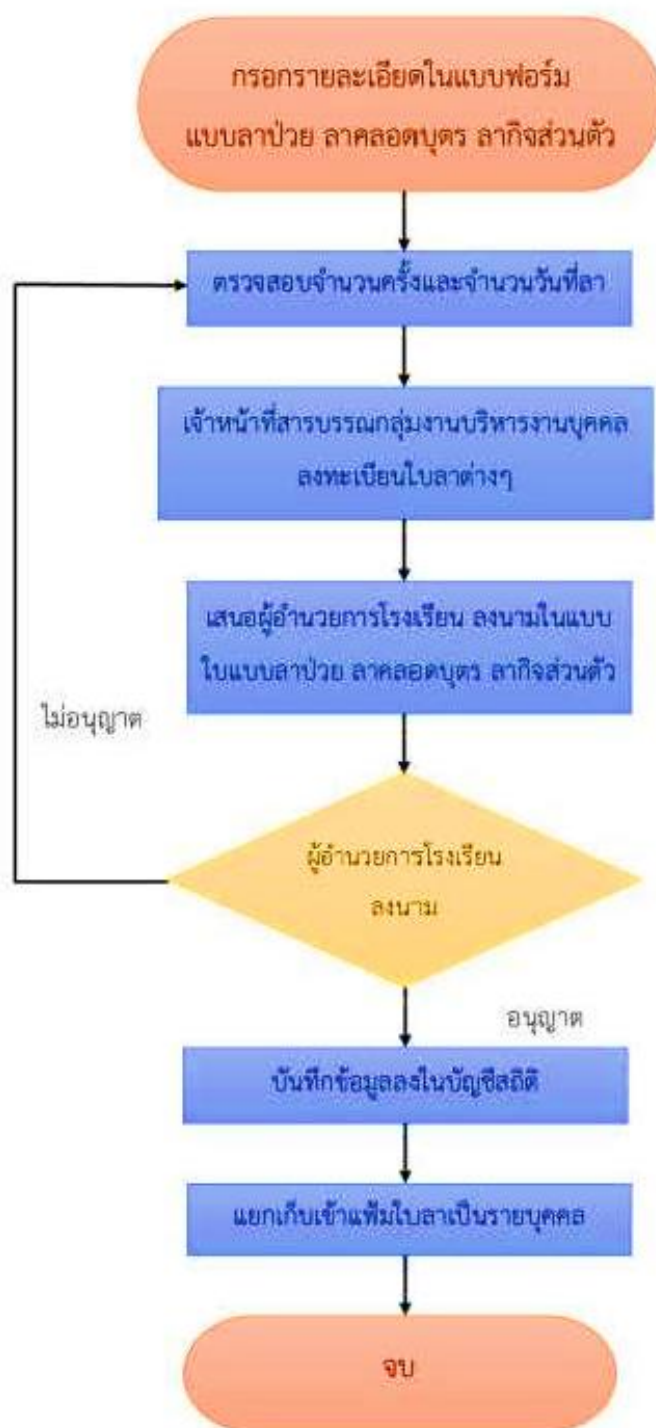 กรอกรายละเอียดในแบบฟอร์ม
แบบลาป่วย ลาคลอดบุตร ลากิจส่วนตัว
ตรวจสอบจำนวนครั้งและจำนวนวันที่ลา
เจ้าหน้าที่สารบรรณกลุ่มงานบริหารงานบุคคล
ลงทะเบียนใบลาต่างๆ
เสนอผู้อำนวยการโรงเรียน ลงนามในแบบ
ใบแบบลาป่วย ลาคลอดบุตร ลากิจส่วนตัว
ไม่อนุญาต
ผู้อำนวยการโรงเรียน
ลงนาม
อนุญาต
บันทึกข้อมูลลงในบัญชีสถิติ
แยกเก็บเข้าแฟ้มใบลาเป็นรายบุคคล
จบ